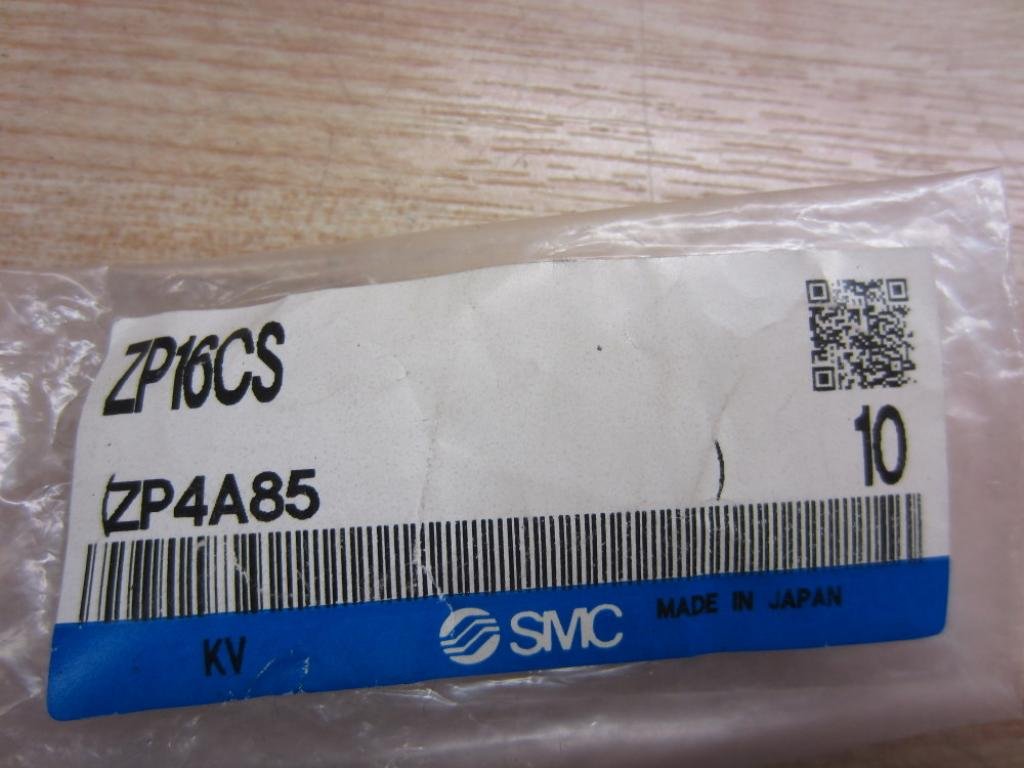 ZP16CS
10
(ZP4A85 )
KV SMC MADE IN JAPAN